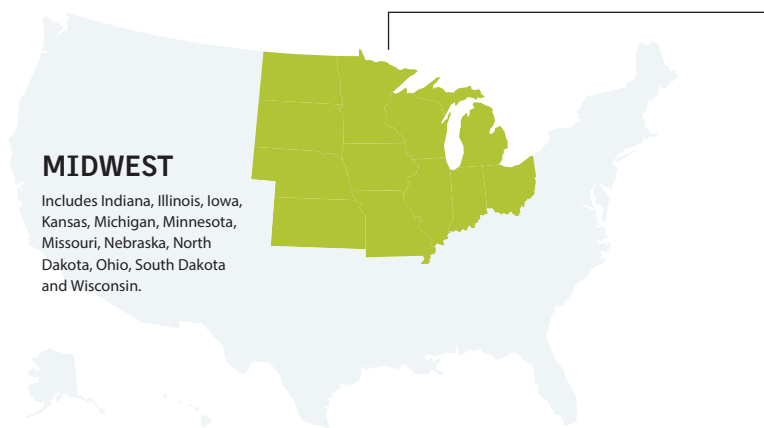 MIDWEST
Includes Indiana, Illinois, Iowa,
Kansas, Michigan, Minnesota,
Missouri, Nebraska, North
Dakota, Ohio, South Dakota
and Wisconsin.